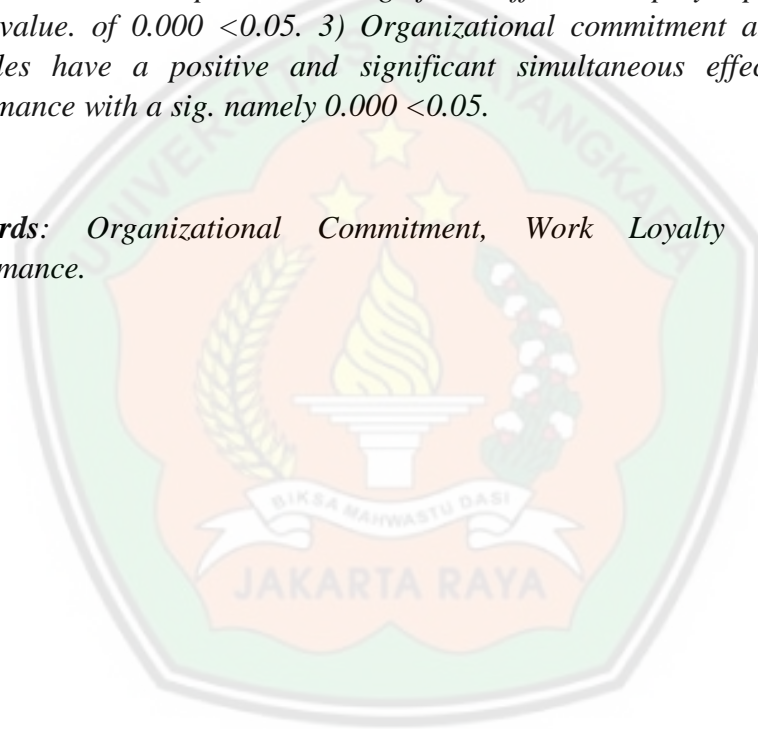 value. of 0.000 <0.05. 3) Organizational commitment a
les have a positive and significant simultaneous effec
mance with a sig. namely 0.000 <0.05.
rds: Organizational Commitment, Work Loyalty
mance.
BIKSA MAHWASTU DASI
JAKARTA RAYA